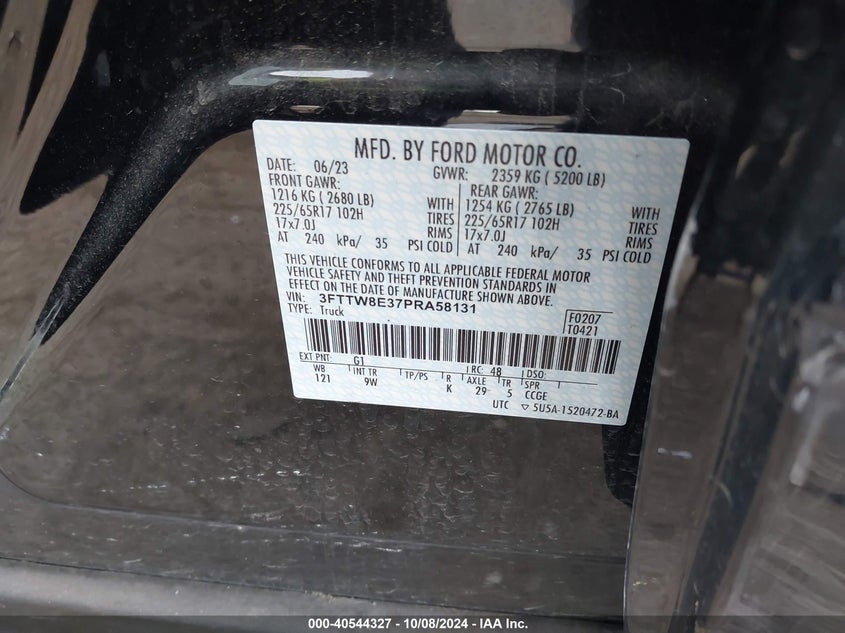 MFD. BY FORD MOTOR CO.
DATE: 06/23 GVWR: 2359 KG ( 5200 LB)
FRONT GAWR: REAR GAWR:
1216 KG ( 2680 LB) WITH 1254 KG ( 2765 LB) WITH
225/65R17 102H TIRES 225/65R17 102H TIRES
17x7.0J RIMS 17x7.0J RIMS
AT 240 kPa/ 35 PSI COLD AT 240 kPa/ 35 PSI COLD
THIS VEHICLE CONFORMS TO ALL APPLICABLE FEDERAL MOTOR
VEHICLE SAFETY AND THEFT PREVENTION STANDARDS IN
EFFECT ON THE DATE OF MANUFACTURE SHOWN ABOVE.
VIN: 3FTTW8E37PRA58131 F0207
TYPE: Truck T0421
EXT PNT: G1 RC: 48 DSO:
WB INT TR TP/PS R AXLE TR SPR
121 9W K 29 5 CCGE
UTC ▽ 5U5A-1520472-BA
000-40544327 - 10/08/2024 - IAA Inc.